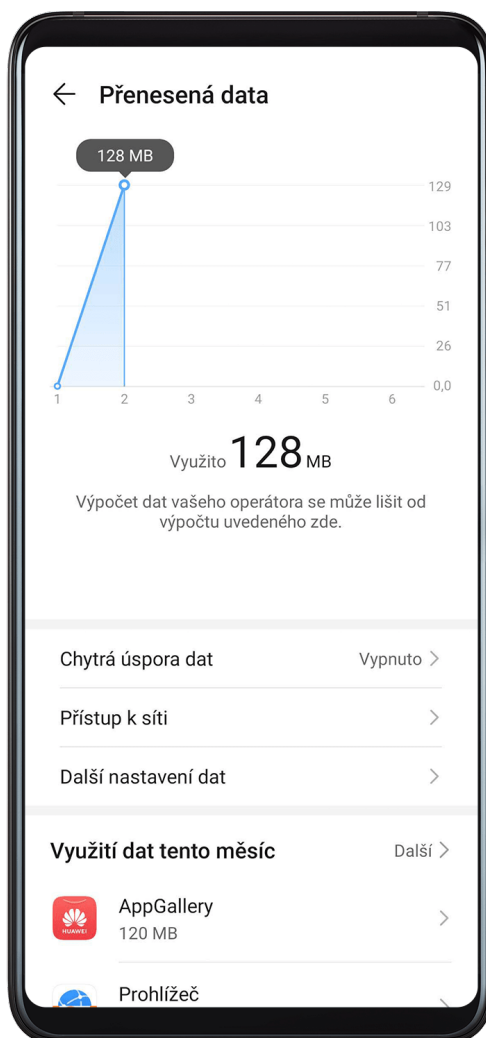 Přenesená data
128 MB
129
103
77
51
26
0,0
1 2 3 4 5 6
Využito 128 MB
Výpočet dat vašeho operátora se může lišit od
výpočtu uvedeného zde.
Chytrá úspora dat Vypnuto
Přístup k síti
Další nastavení dat
Využití dat tento měsíc Další
AppGallery
HUAWEI
120 MB
Prohlížeč